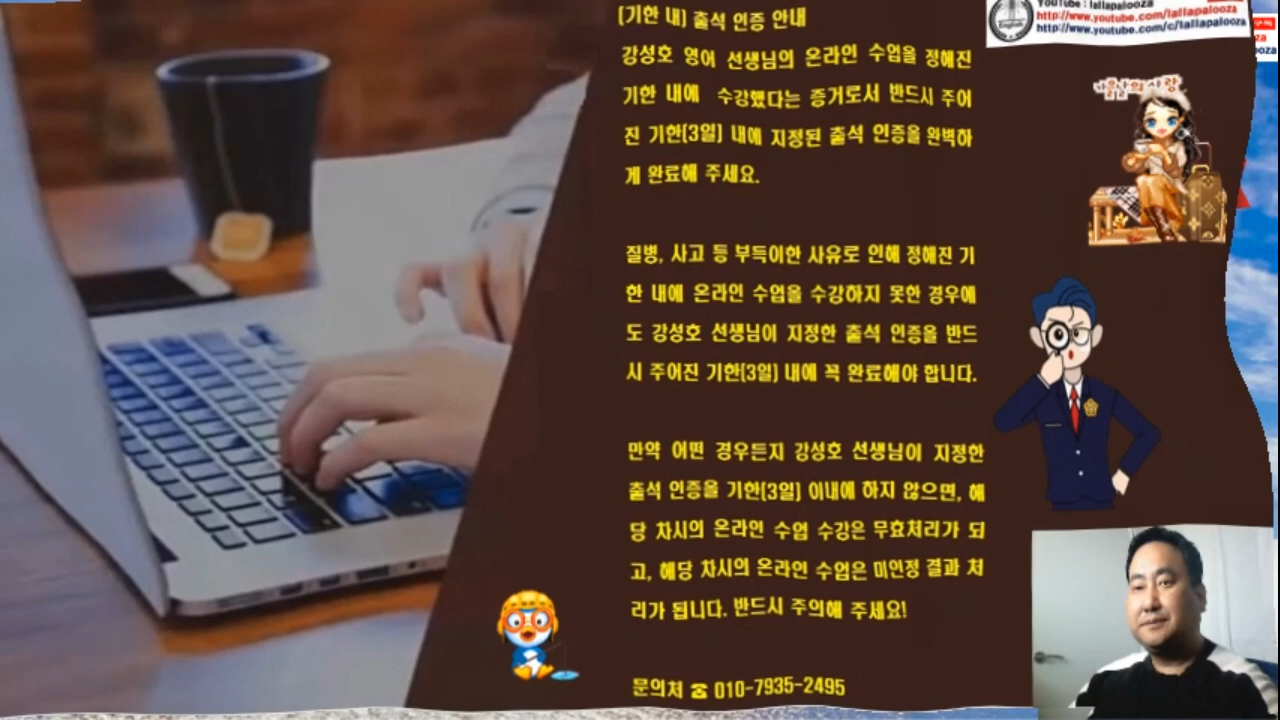 [기한 내] 출석 인증 안내
강성호 영어 선생님의 온라인 수업을 정해진
기한 내에 수강했다는 증거로서 반드시 주어
진 기한[3일] 내에 지정된 출석 인증을 완벽하
게 완료해 주세요.
질병, 사고 등 부득이한 사유로 인해 정해진 기
한 내에 온라인 수업을 수강하지 못한 경우에
도 강성호 선생님이 지정한 출석 인증을 반드
시 주어진 기한[3일] 내에 꼭 완료해야 합니다.
만약 어떤 경우든지 강성호 선생님이 지정한
출석 인증을 기한[3일] 이내에 하지 않으면, 해
당 차시의 온라인 수업 수강은 무효처리가 되
고, 해당 차시의 온라인 수업은 미인정 결과 처
리가 됩니다. 반드시 주의해 주세요!
문의처 ☎ 010-7935-2495
YouTube : lallapalooza
http://www.youtube.com/lallapalooza
http://www.youtube.com/c/lallapalooza